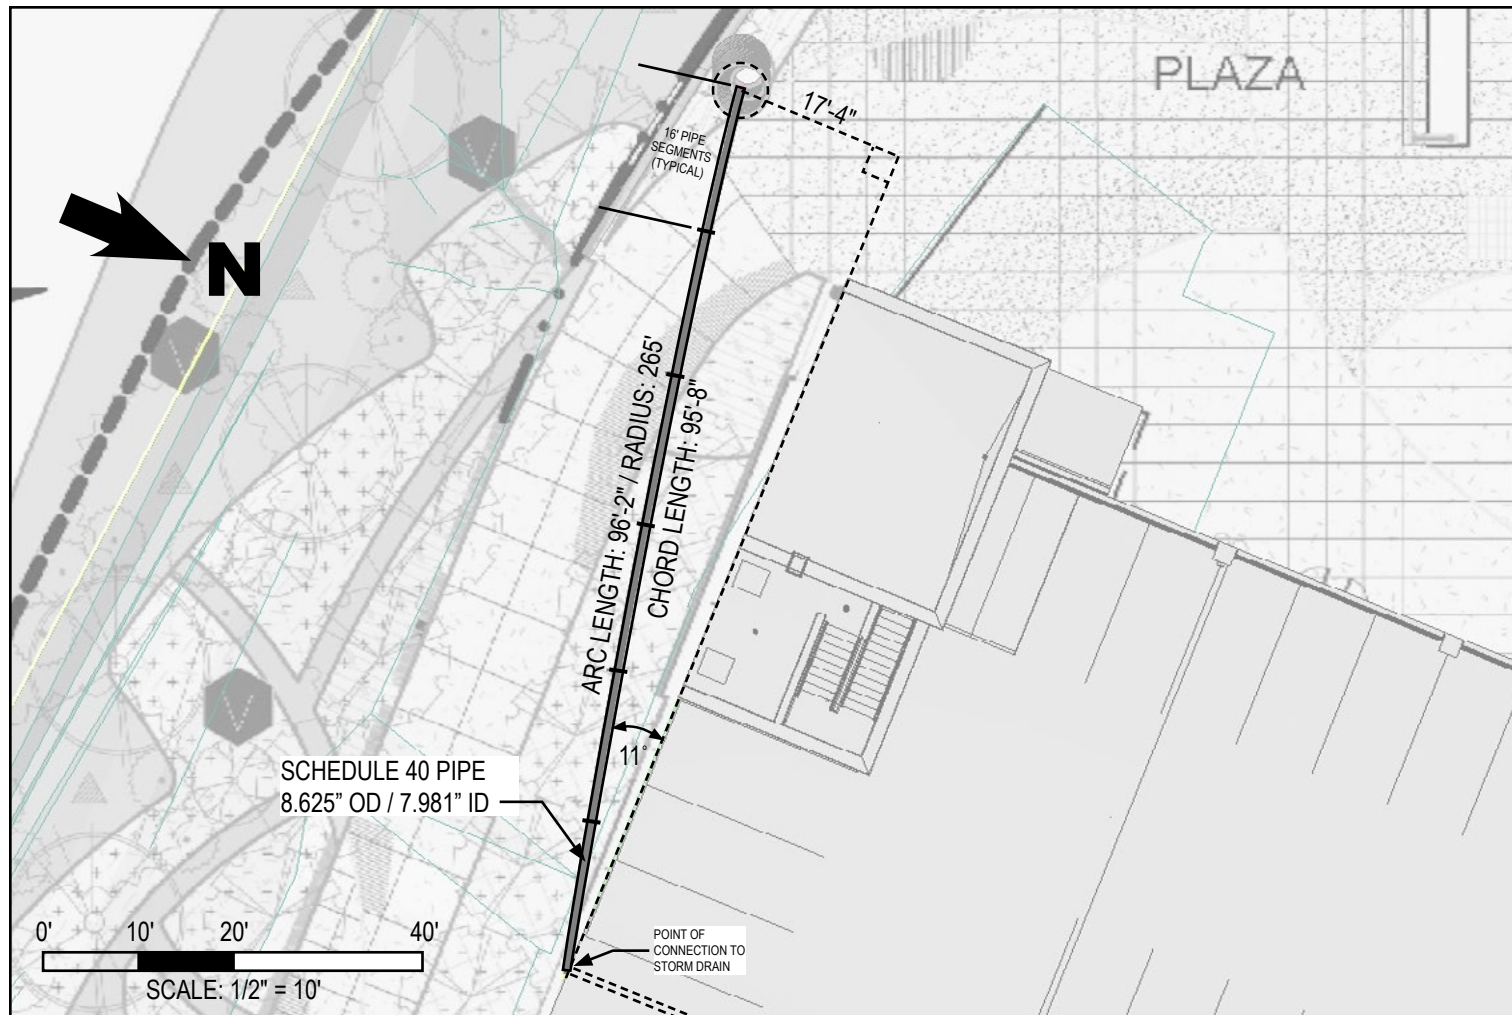 PLAZA
17'-4"
16' PIPE
SEGMENTS
(TYPICAL)
N
ARC LENGTH: 96'-2" / RADIUS: 265'
CHORD LENGTH: 95'-8"
11°
SCHEDULE 40 PIPE
8.625” OD / 7.981” ID
POINT OF
CONNECTION TO
STORM DRAIN
0' 10' 20' 40'
SCALE: 1/2" = 10'